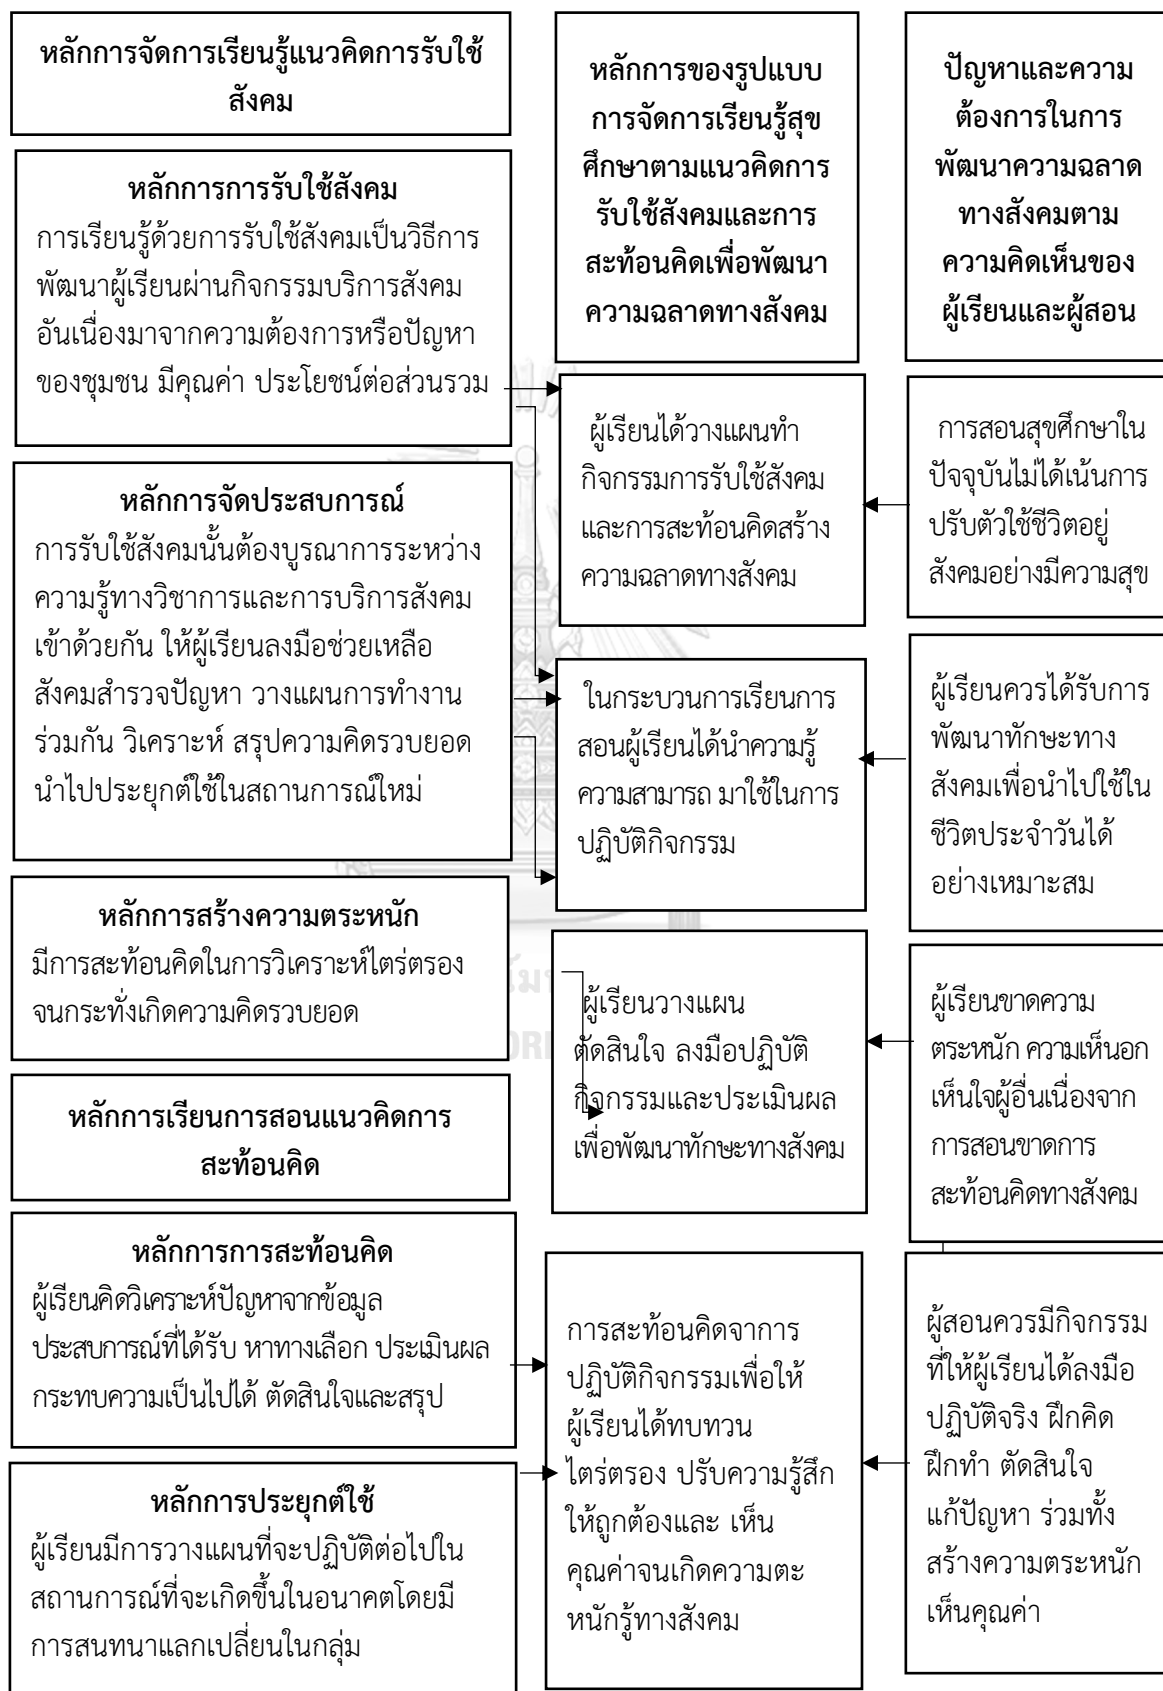 หลักการจัดการเรียนรู้แนวคิดการรับใช้
สังคม
หลักการการรับใช้สังคม
การเรียนรู้ด้วยการรับใช้สังคมเป็นวิธีการ
พัฒนาผู้เรียนผ่านกิจกรรมบริการสังคม
อันเนื่องมาจากความต้องการหรือปัญหา
ของชุมชน มีคุณค่า ประโยชน์ต่อส่วนรวม
หลักการจัดประสบการณ์
การรับใช้สังคมนั้นต้องบูรณาการระหว่าง
ความรู้ทางวิชาการและการบริการสังคม
เข้าด้วยกัน ให้ผู้เรียนลงมือช่วยเหลือ
สังคมสำรวจปัญหา วางแผนการทำงาน
ร่วมกัน วิเคราะห์ สรุปความคิดรวบยอด
นำไปประยุกต์ใช้ในสถานการณ์ใหม่
หลักการสร้างความตระหนัก
มีการสะท้อนคิดในการวิเคราะห์ไตร่ตรอง
จนกระทั่งเกิดความคิดรวบยอด
หลักการเรียนการสอนแนวคิดการ
สะท้อนคิด
หลักการการสะท้อนคิด
ผู้เรียนคิดวิเคราะห์ปัญหาจากข้อมูล
ประสบการณ์ที่ได้รับ หาทางเลือก ประเมินผล
กระทบความเป็นไปได้ ตัดสินใจและสรุป
หลักการประยุกต์ใช้
ผู้เรียนมีการวางแผนที่จะปฏิบัติต่อไปใน
สถานการณ์ที่จะเกิดขึ้นในอนาคตโดยมี
การสนทนาแลกเปลี่ยนในกลุ่ม
หลักการของรูปแบบ
การจัดการเรียนรู้สุข
ศึกษาตามแนวคิดการ
รับใช้สังคมและการ
สะท้อนคิดเพื่อพัฒนา
ความฉลาดทางสังคม
ผู้เรียนได้วางแผนทำ
กิจกรรมการรับใช้สังคม
และการสะท้อนคิดสร้าง
ความฉลาดทางสังคม
ในกระบวนการเรียนการ
สอนผู้เรียนได้นำความรู้
ความสามารถ มาใช้ในการ
ปฏิบัติกิจกรรม
ผู้เรียนวางแผน
ตัดสินใจ ลงมือปฏิบัติ
กิจกรรมและประเมินผล
เพื่อพัฒนาทักษะทางสังคม
การสะท้อนคิดจาการ
ปฏิบัติกิจกรรมเพื่อให้
ผู้เรียนได้ทบทวน
ไตร่ตรอง ปรับความรู้สึก
ให้ถูกต้องและ เห็น
คุณค่าจนเกิดความตะ
หนักรู้ทางสังคม
ปัญหาและความ
ต้องการในการ
พัฒนาความฉลาด
ทางสังคมตาม
ความคิดเห็นของ
ผู้เรียนและผู้สอน
การสอนสุขศึกษาใน
ปัจจุบันไม่ได้เน้นการ
ปรับตัวใช้ชีวิตอยู่
สังคมอย่างมีความสุข
ผู้เรียนควรได้รับการ
พัฒนาทักษะทาง
สังคมเพื่อนำไปใช้ใน
ชีวิตประจำวันได้
อย่างเหมาะสม
ผู้เรียนขาดความ
ตระหนัก ความเห็นอก
เห็นใจผู้อื่นเนื่องจาก
การสอนขาดการ
สะท้อนคิดทางสังคม
ผู้สอนควรมีกิจกรรม
ที่ให้ผู้เรียนได้ลงมือ
ปฏิบัติจริง ฝึกคิด
ฝึกทำ ตัดสินใจ
แก้ปัญหา ร่วมทั้ง
สร้างความตระหนัก
เห็นคุณค่า